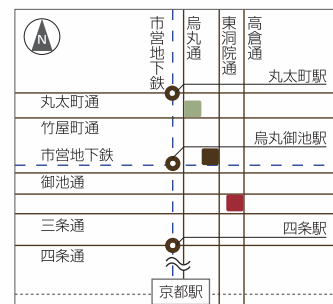 N
市営地下鉄
烏丸通
東洞院通
高倉通
丸太町駅
丸太町通
竹屋町通
烏丸御池駅
市営地下鉄
御池通
三条通
四条駅
四条通
京都駅